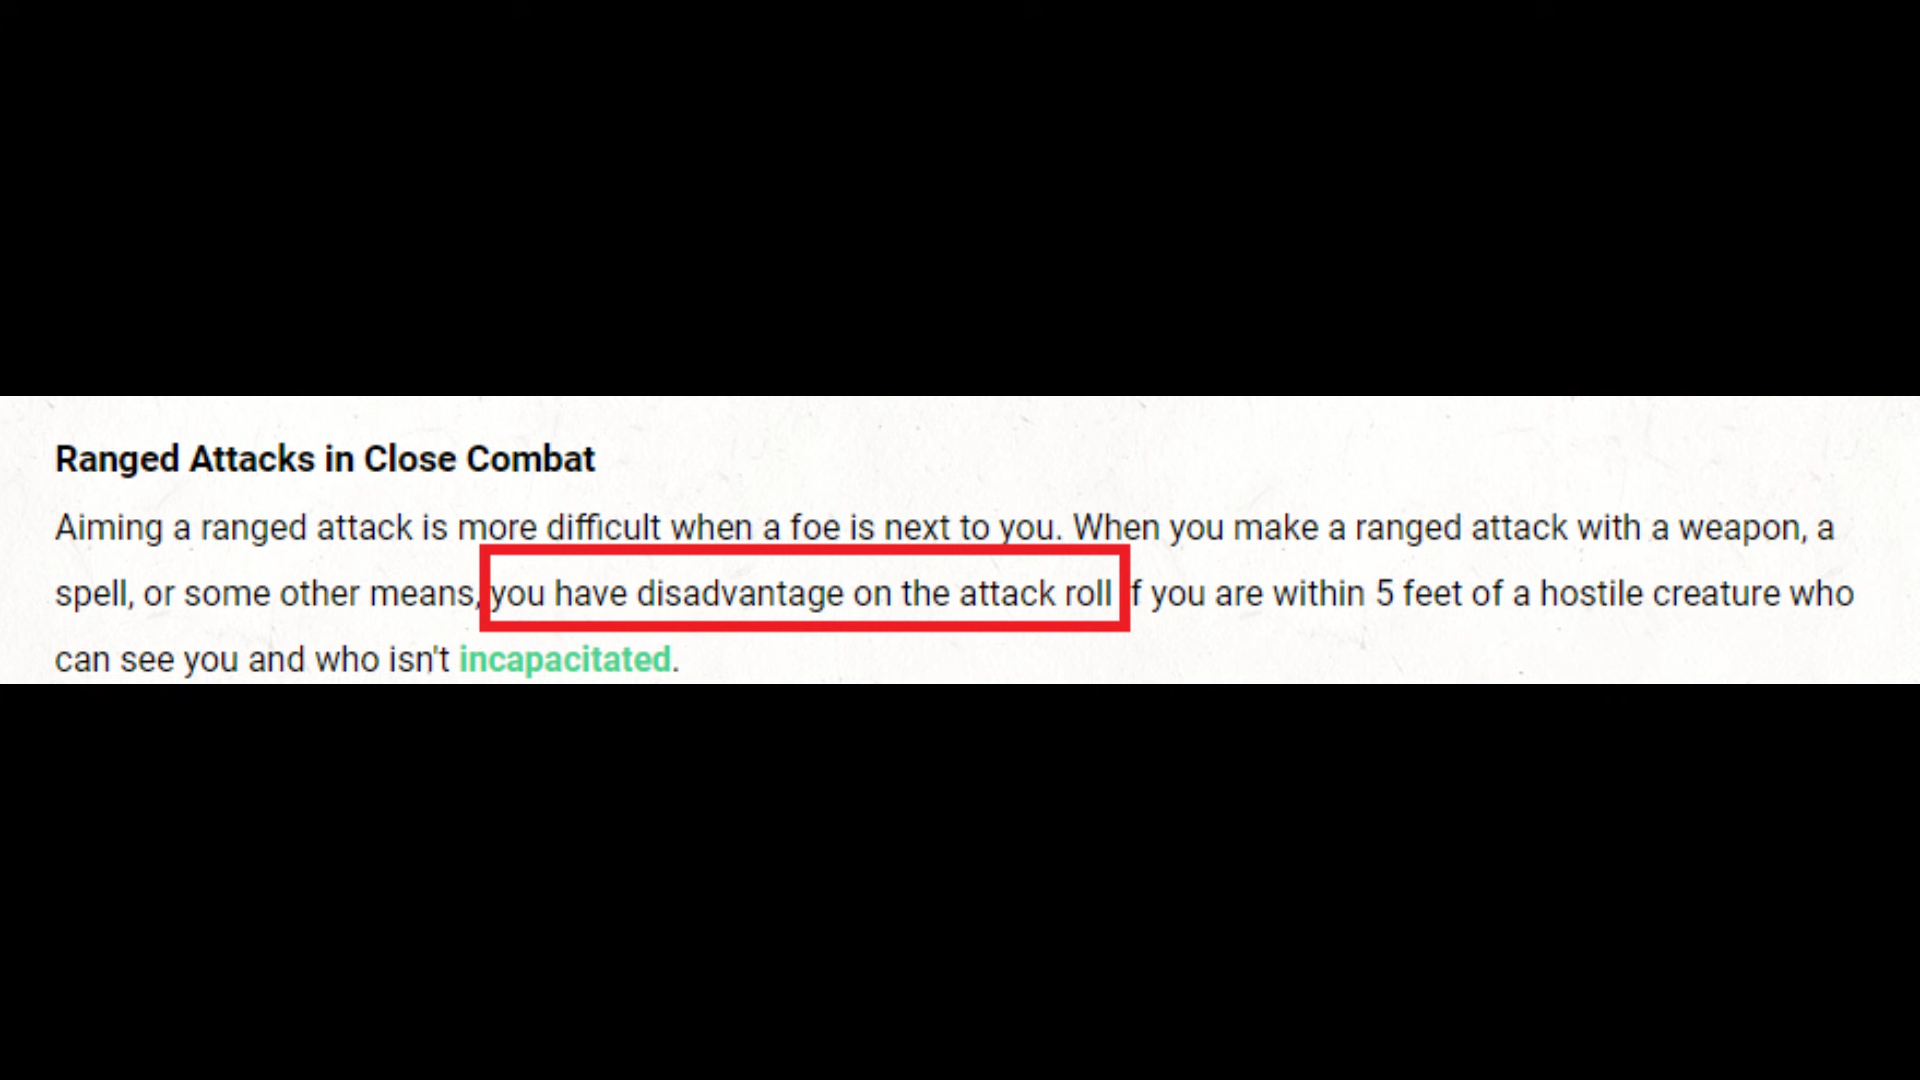 Ranged Attacks in Close Combat
Aiming a ranged attack is more difficult when a foe is next to you. When you make a ranged attack with a weapon, a
spell, or some other means, you have disadvantage on the attack roll if you are within 5 feet of a hostile creature who
can see you and who isn't incapacitated.